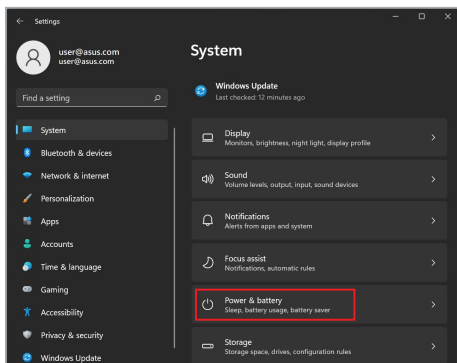 Settings
user@asus.com
user@asus.com
Find a setting
System
Bluetooth & devices
Network & internet
Personalization
Apps
Accounts
Time & language
Gaming
Accessibility
Privacy & security
Windows Update
System
Windows Update
Last checked: 12 minutes ago
Display
Monitors, brightness, night light, display profile
Sound
Volume levels, output, input, sound devices
Notifications
Alerts from apps and system
Focus assist
Notifications, automatic rules
Power & battery
Sleep, battery usage, battery saver
Storage
Storage space, drives, configuration rules